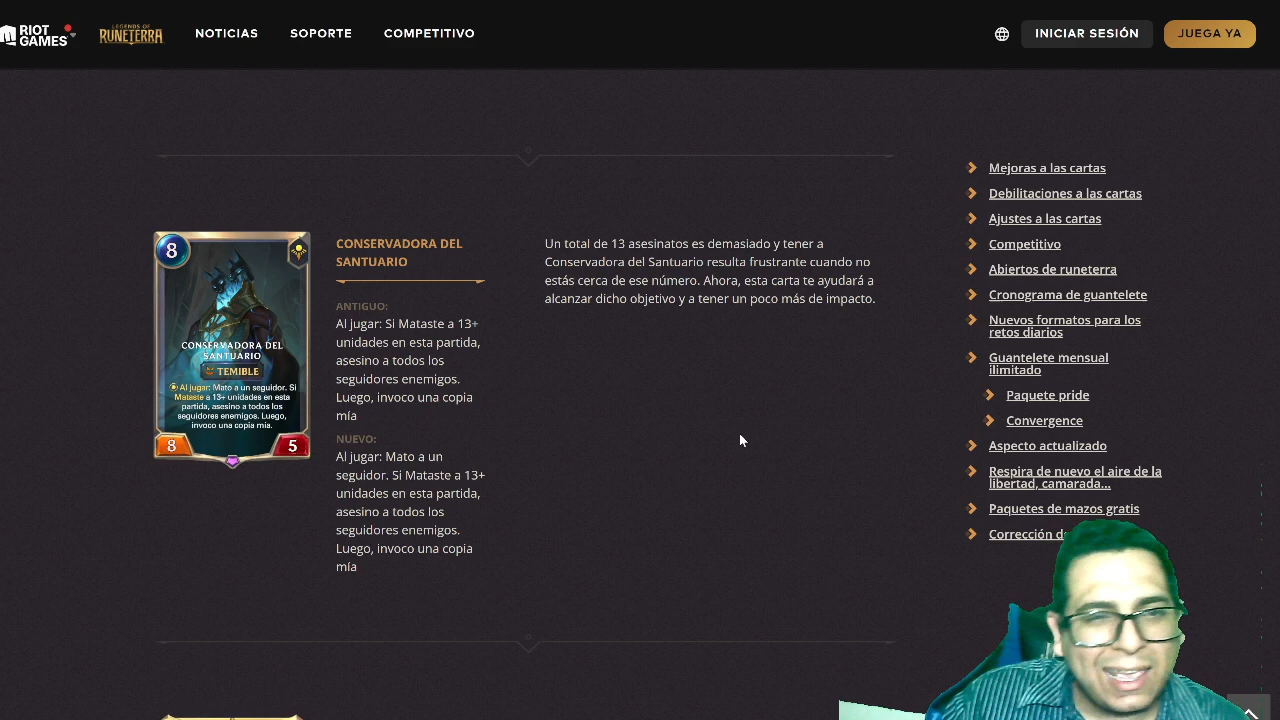 RIOT
GAMES
LEGENDS OF
RUNETERRA
NOTICIAS
SOPORTE
COMPETITIVO
INICIAR SESIÓN
JUEGA YA
8
CONSERVADORA DEL
SANTUARIO
TEMIBLE
Al jugar: Mato a un seguidor. Si
Mataste a 13+ unidades en esta
partida, asesino a todos los
seguidores enemigos. Luego,
invoco una copia mía.
8
5
CONSERVADORA DEL
SANTUARIO
ANTIGUO:
Al jugar: Si Mataste a 13+
unidades en esta partida,
asesino a todos los
seguidores enemigos.
Luego, invoco una copia
mía
NUEVO:
Al jugar: Mato a un
seguidor. Si Mataste a 13+
unidades en esta partida,
asesino a todos los
seguidores enemigos.
Luego, invoco una copia
mía
Un total de 13 asesinatos es demasiado y tener a
Conservadora del Santuario resulta frustrante cuando no
estás cerca de ese número. Ahora, esta carta te ayudará a
alcanzar dicho objetivo y a tener un poco más de impacto.
Mejoras a las cartas
Debilitaciones a las cartas
Ajustes a las cartas
Competitivo
Abiertos de runeterra
Cronograma de guantelete
Nuevos formatos para los
retos diarios
Guantelete mensual
ilimitado
Paquete pride
Convergence
Aspecto actualizado
Respira de nuevo el aire de la
libertad, camarada...
Paquetes de mazos gratis
Corrección